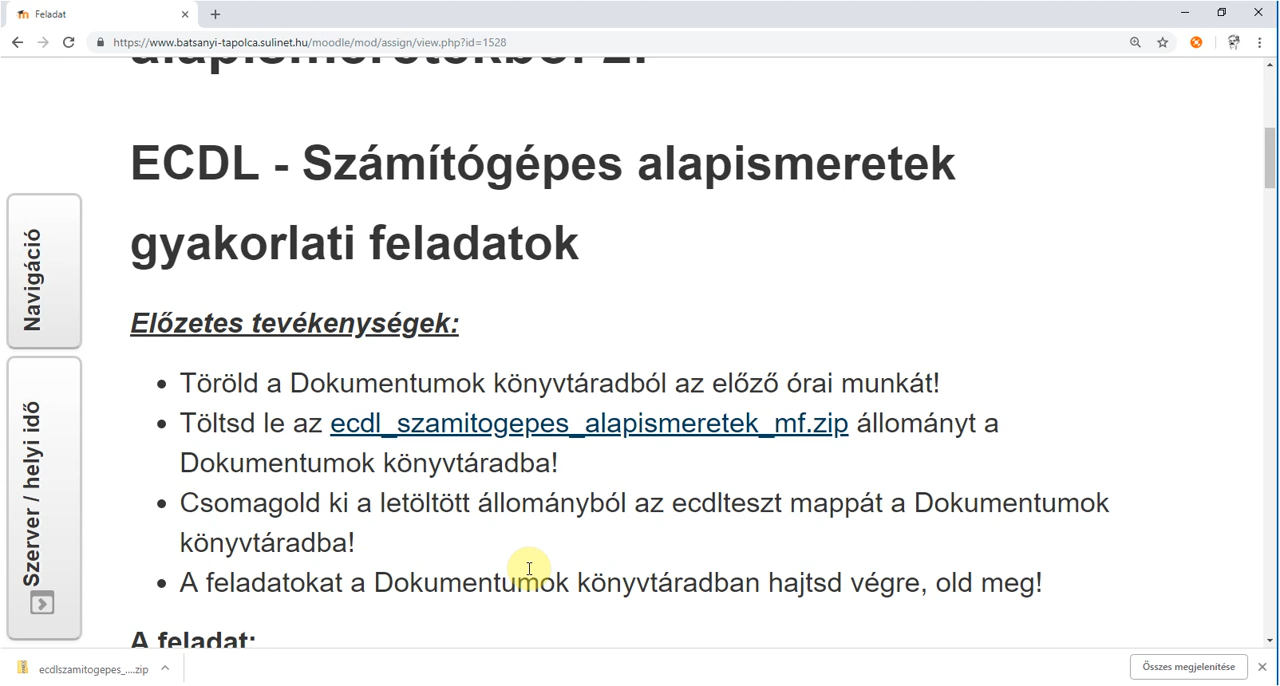 Feladat
https://www.batsanyi-tapolca.sulinet.hu/moodle/mod/assign/view.php?id=1528
alapismeretekből 2.
ECDL - Számítógépes alapismeretek
gyakorlati feladatok
Navigáció
Szerver / helyi idő
Előzetes tevékenységek:
• Töröld a Dokumentumok könyvtáradból az előző órai munkát!
• Töltsd le az ecdl_szamitogepes_alapismeretek_mf.zip állományt a
Dokumentumok könyvtáradba!
• Csomagold ki a letöltött állományból az ecdlteszt mappát a Dokumentumok
könyvtáradba!
• A feladatokat a Dokumentumok könyvtáradban hajtsd végre, old meg!
A feladat:
ecdlszamitogepes_....zip
Összes megjelenítése